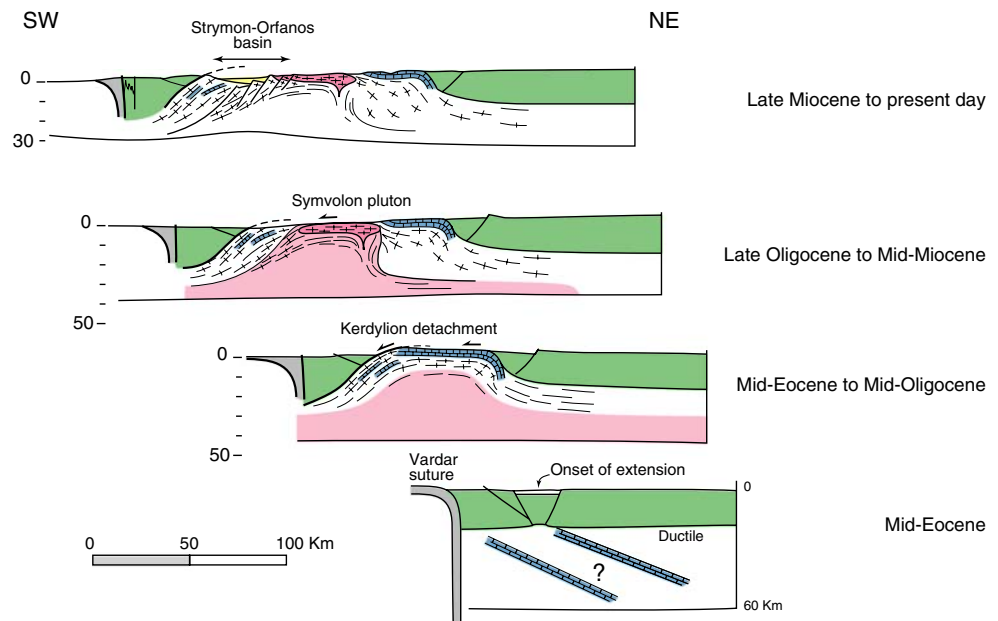 SW
NE
Strymon-Orfanos
basin
0
30
Late Miocene to present day
Symvolon pluton
0
50
Late Oligocene to Mid-Miocene
Kerdylion detachment
0
50
Mid-Eocene to Mid-Oligocene
Vardar
suture
Onset of extension
0
Mid-Eocene
Ductile
?
60 Km
0 50 100 Km